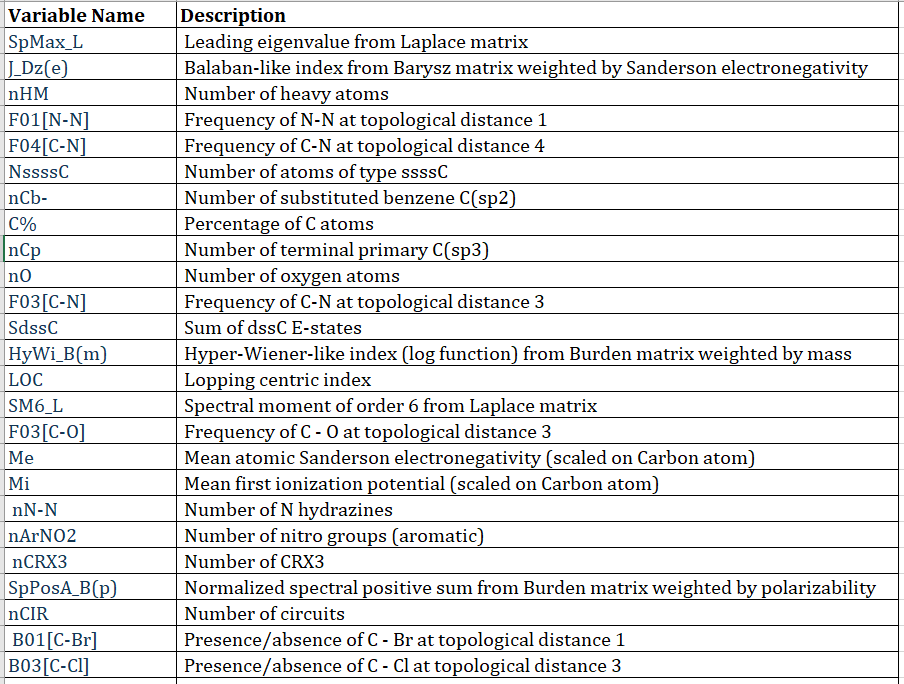 Variable Name Description
SpMax_L Leading eigenvalue from Laplace matrix
J_Dz(e) Balaban-like index from Barysz matrix weighted by Sanderson electronegativity
nHM Number of heavy atoms
F01[N-N] Frequency of N-N at topological distance 1
F04[C-N] Frequency of C-N at topological distance 4
NssssC Number of atoms of type ssssC
nCb- Number of substituted benzene C(sp2)
C% Percentage of C atoms
nCp Number of terminal primary C(sp3)
nO Number of oxygen atoms
F03[C-N] Frequency of C-N at topological distance 3
SdssC Sum of dssC E-states
HyWi_B(m) Hyper-Wiener-like index (log function) from Burden matrix weighted by mass
LOC Lopping centric index
SM6_L Spectral moment of order 6 from Laplace matrix
F03[C-O] Frequency of C - O at topological distance 3
Me Mean atomic Sanderson electronegativity (scaled on Carbon atom)
Mi Mean first ionization potential (scaled on Carbon atom)
nN-N Number of N hydrazines
nArNO2 Number of nitro groups (aromatic)
nCRX3 Number of CRX3
SpPosA_B(p) Normalized spectral positive sum from Burden matrix weighted by polarizability
nCIR Number of circuits
B01[C-Br] Presence/absence of C - Br at topological distance 1
B03[C-Cl] Presence/absence of C - Cl at topological distance 3